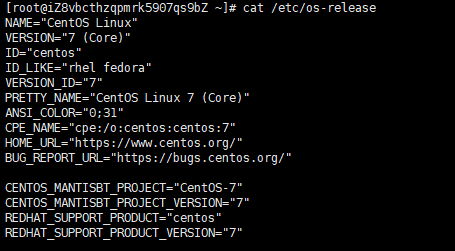 [root@iZ8vbcthzqpmrk5907qs9bZ ~]# cat /etc/os-release
NAME="CentOS Linux"
VERSION="7 (Core)"
ID="centos"
ID_LIKE="rhel fedora"
VERSION_ID="7"
PRETTY_NAME="CentOS Linux 7 (Core)"
ANSI_COLOR="0;31"
CPE_NAME="cpe:/o:centos:centos:7"
HOME_URL="https://www.centos.org/"
BUG_REPORT_URL="https://bugs.centos.org/"

CENTOS_MANTISBT_PROJECT="CentOS-7"
CENTOS_MANTISBT_PROJECT_VERSION="7"
REDHAT_SUPPORT_PRODUCT="centos"
REDHAT_SUPPORT_PRODUCT_VERSION="7"